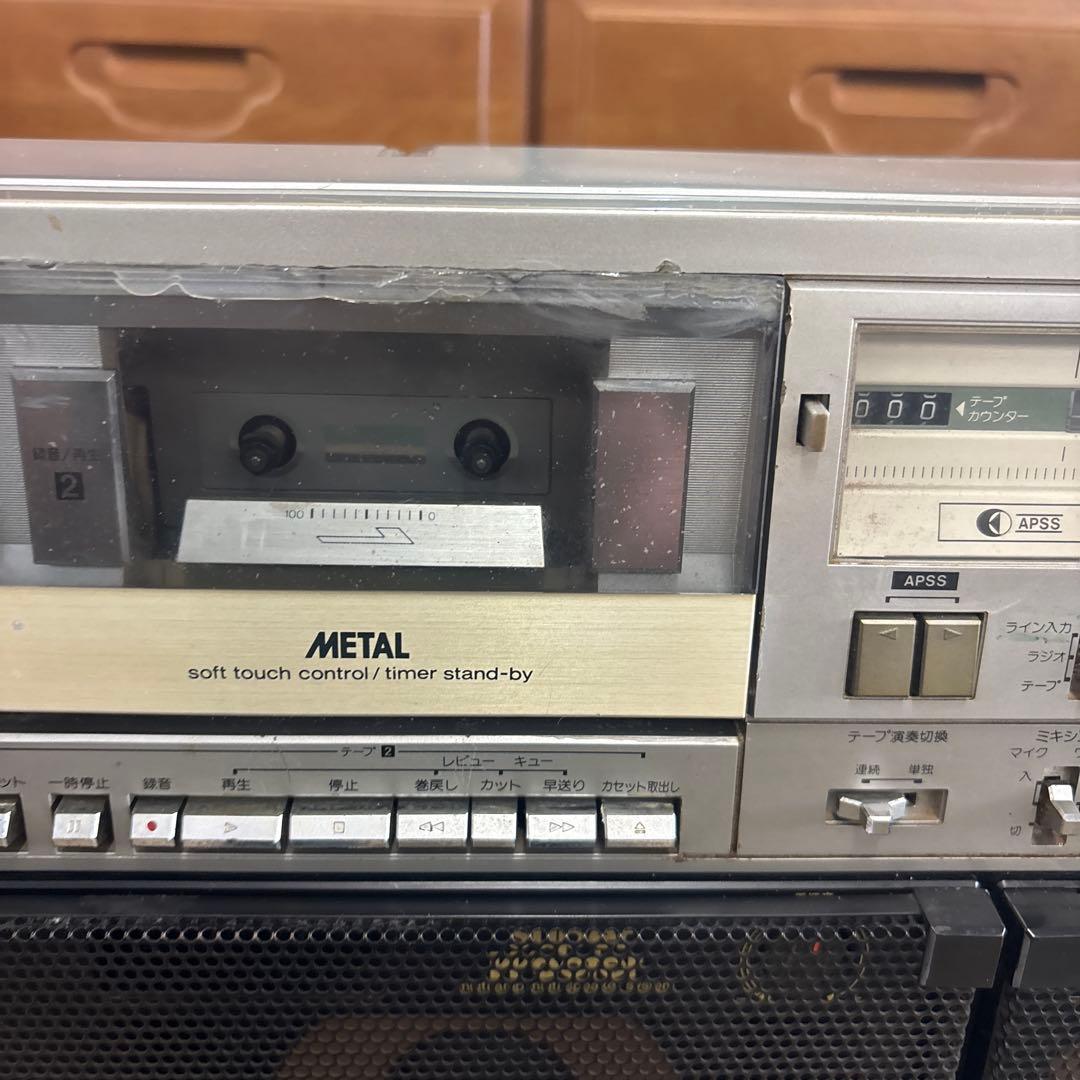 録音/再生
2
100
0
METAL
soft touch control/timer stand-by
000
テープ
カウンター
APSS
APSS
ライン入力
ラジオ
テープ
テープ 2
レビュー キュー
ット 一時停止 録音 再生 停止 巻戻し カット 早送り カセット取出し
テープ演奏切換
連続 単独
ミキシ
マイク
入
切